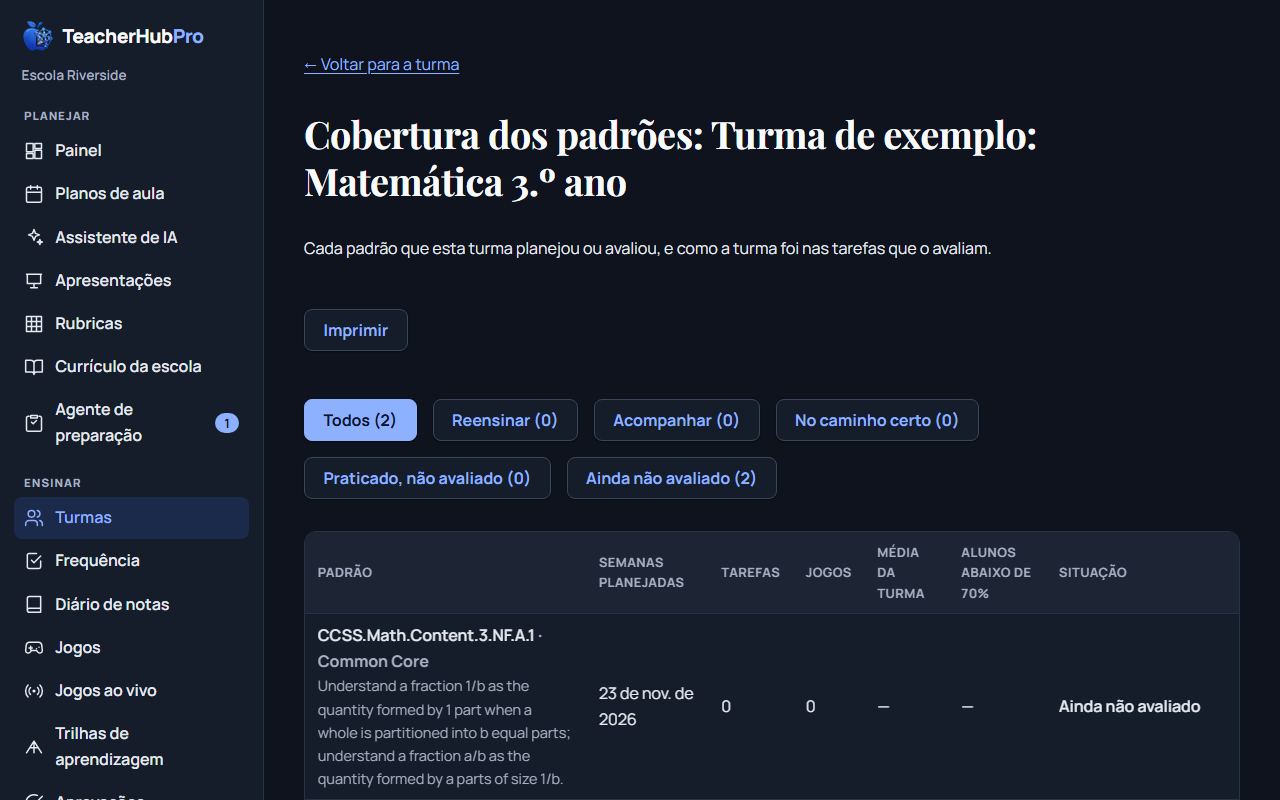 TeacherHubPro
Escola Riverside
PLANEJAR
Painel
Planos de aula
Assistente de IA
Apresentações
Rubricas
Currículo da escola
Agente de
preparação
1
ENSINAR
Turmas
Frequência
Diário de notas
Jogos
Jogos ao vivo
Trilhas de
aprendizagem
← Voltar para a turma
Cobertura dos padrões: Turma de exemplo:
Matemática 3.º ano
Cada padrão que esta turma planejou ou avaliou, e como a turma foi nas tarefas que o avaliam.
Imprimir
Todos (2)
Reensinar (0)
Acompanhar (0)
No caminho certo (0)
Praticado, não avaliado (0)
Ainda não avaliado (2)
PADRÃO
SEMANAS
PLANEJADAS
TAREFAS
JOGOS
MÉDIA
DA
TURMA
ALUNOS
ABAIXO DE
70%
SITUAÇÃO
CCSS.Math.Content.3.NF.A.1 ·
Common Core
Understand a fraction 1/b as the
quantity formed by 1 part when a
whole is partitioned into b equal parts;
understand a fraction a/b as the
quantity formed by a parts of size 1/b.
23 de nov. de
2026
0
0
—
—
Ainda não avaliado